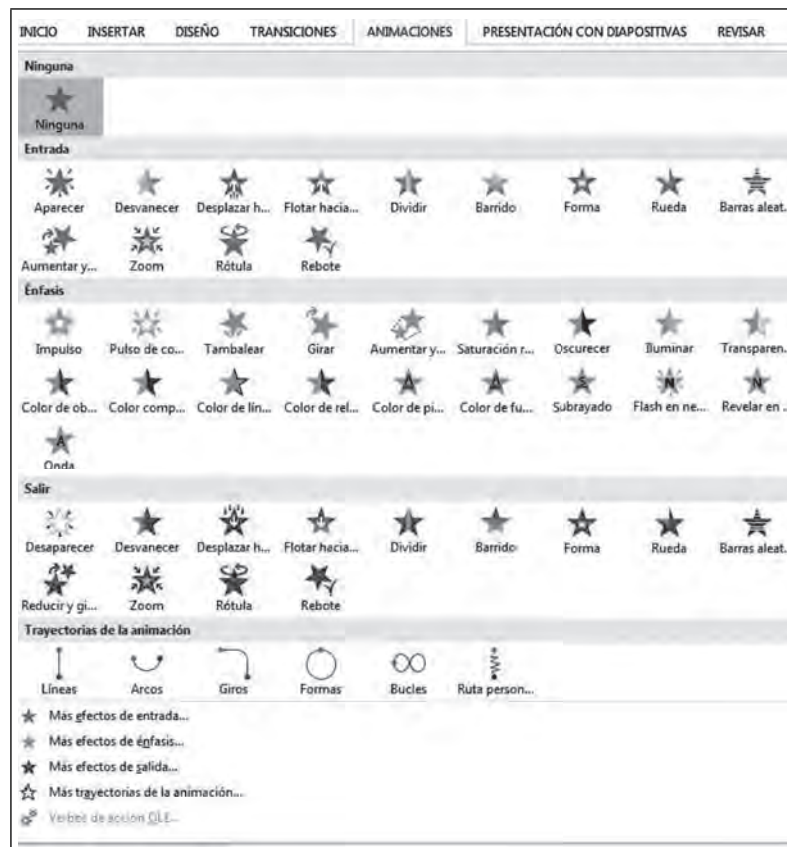 INICIO INSERTAR DISEÑO TRANSICIONES ANIMACIONES PRESENTACIÓN CON DIAPOSITIVAS REVISAR
Ninguna
Ninguna
Entrada
Aparecer Desvanecer Desplazar h... Flotar hacia... Dividir Barrido Forma Rueda Barras aleat.
Aumentar y... Zoom Rótula Rebote
Énfasis
Impulso Pulso de co... Tambalear Girar Aumentar y... Saturación r... Oscurecer Iluminar Transparen.
Color de ob... Color comp... Color de lín... Color de rel... Color de pi... Color de fu... Subrayado Flash en ne... Revelar en .
Onda
Salir
Desaparecer Desvanecer Desplazar h... Flotar hacia... Dividir Barrido Forma Rueda Barras aleat.
Reducir y gi... Zoom Rótula Rebote
Trayectorias de la animación
Líneas Arcos Giros Formas Bucles Ruta person...
Más efectos de entrada...
Más efectos de énfasis...
Más efectos de salida...
Más trayectorias de la animación...
Verbos de acción OLE...